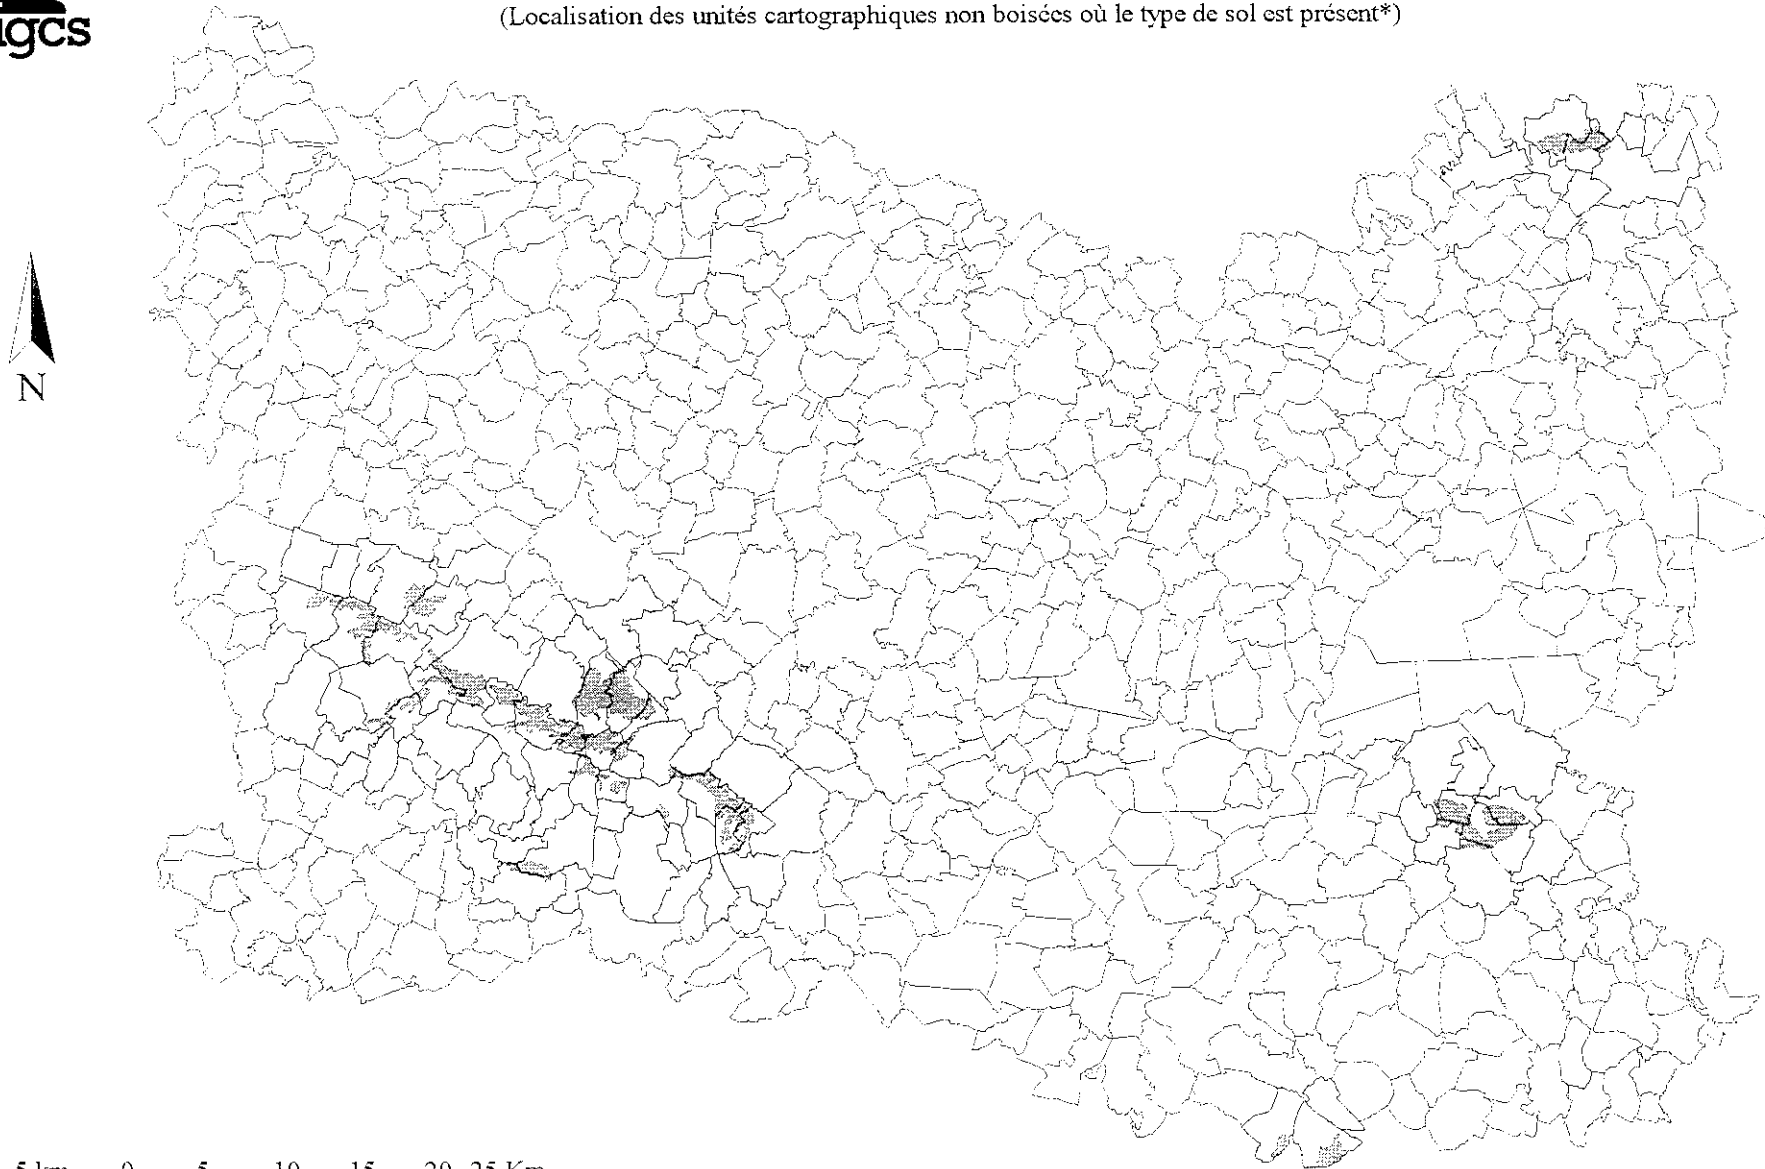 igcs
(Localisation des unités cartographiques non boisées où le type de sol est présent*)
N
5 km 0 5 10 15 20 25 Km